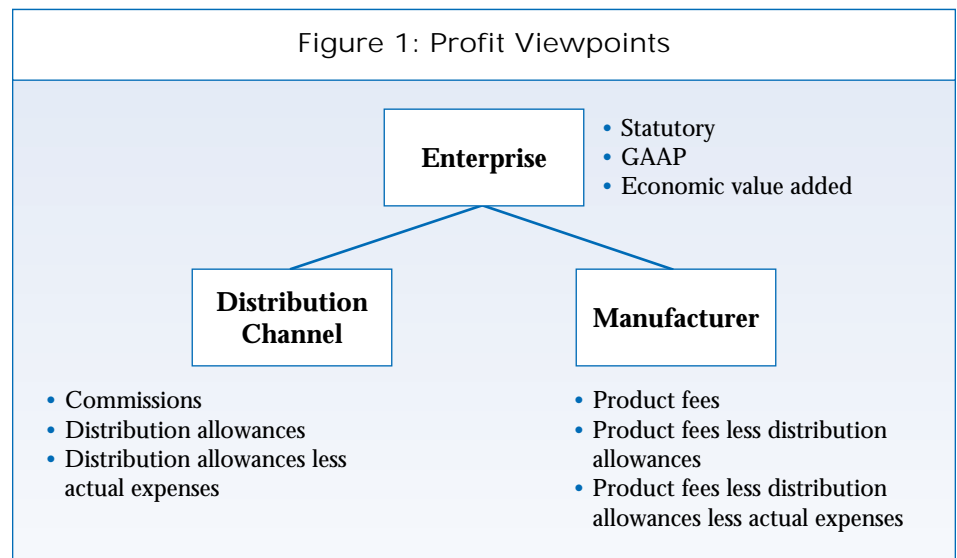 Figure 1: Profit Viewpoints
Enterprise
• Statutory
• GAAP
• Economic value added
Distribution
Channel
• Commissions
• Distribution allowances
• Distribution allowances less
actual expenses
Manufacturer
• Product fees
• Product fees less distribution
allowances
• Product fees less distribution
allowances less actual expenses